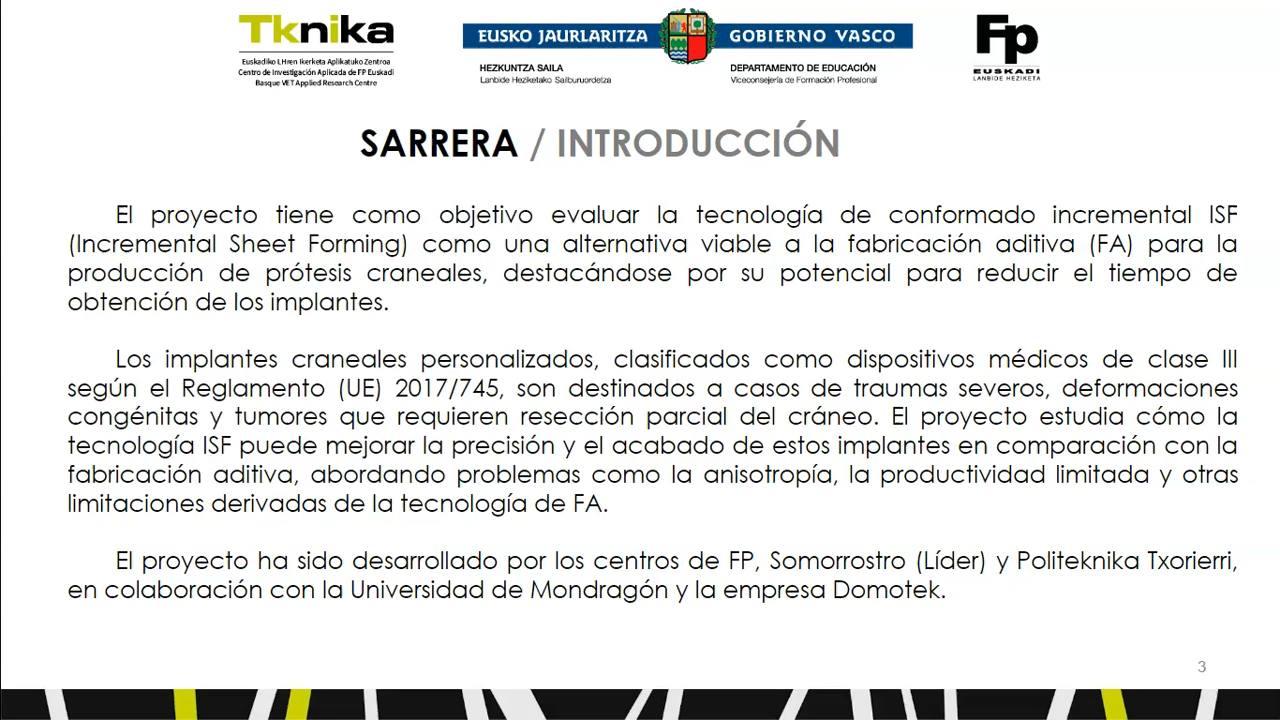 Tknika
Euskadiko LHren Ikerketa Aplikatuko Zentroa
Centro de Investigación Aplicada de FP Euskadi
Basque VET Applied Research Centre
EUSKO JAURLARITZA
GOBIERNO VASCO
HEZKUNTZA SAILA
Lanbide Heziketako Sailburuordetza
DEPARTAMENTO DE EDUCACIÓN
Viceconsejería de Formación Profesional
Fp
EUSKADI
LANBIDE HEZIKETA
SARRERA / INTRODUCCIÓN
El proyecto tiene como objetivo evaluar la tecnología de conformado incremental ISF
(Incremental Sheet Forming) como una alternativa viable a la fabricación aditiva (FA) para la
producción de prótesis craneales, destacándose por su potencial para reducir el tiempo de
obtención de los implantes.
Los implantes craneales personalizados, clasificados como dispositivos médicos de clase III
según el Reglamento (UE) 2017/745, son destinados a casos de traumas severos, deformaciones
congénitas y tumores que requieren resección parcial del cráneo. El proyecto estudia cómo la
tecnología ISF puede mejorar la precisión y el acabado de estos implantes en comparación con la
fabricación aditiva, abordando problemas como la anisotropía, la productividad limitada y otras
limitaciones derivadas de la tecnología de FA.
El proyecto ha sido desarrollado por los centros de FP, Somorrostro (Líder) y Politeknika Txorierri,
en colaboración con la Universidad de Mondragón y la empresa Domotek.
3